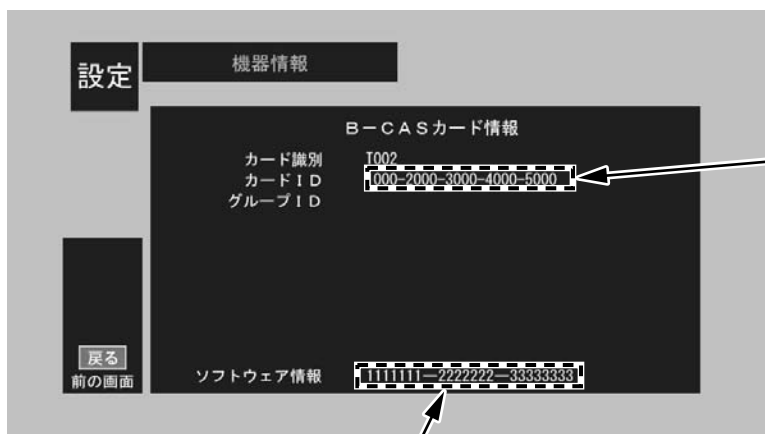 設定
機器情報
B－CASカード情報
カード識別 T002
カードID 000-2000-3000-4000-5000
グループID
ソフトウェア情報 1111111―2222222―33333333
戻る
前の画面